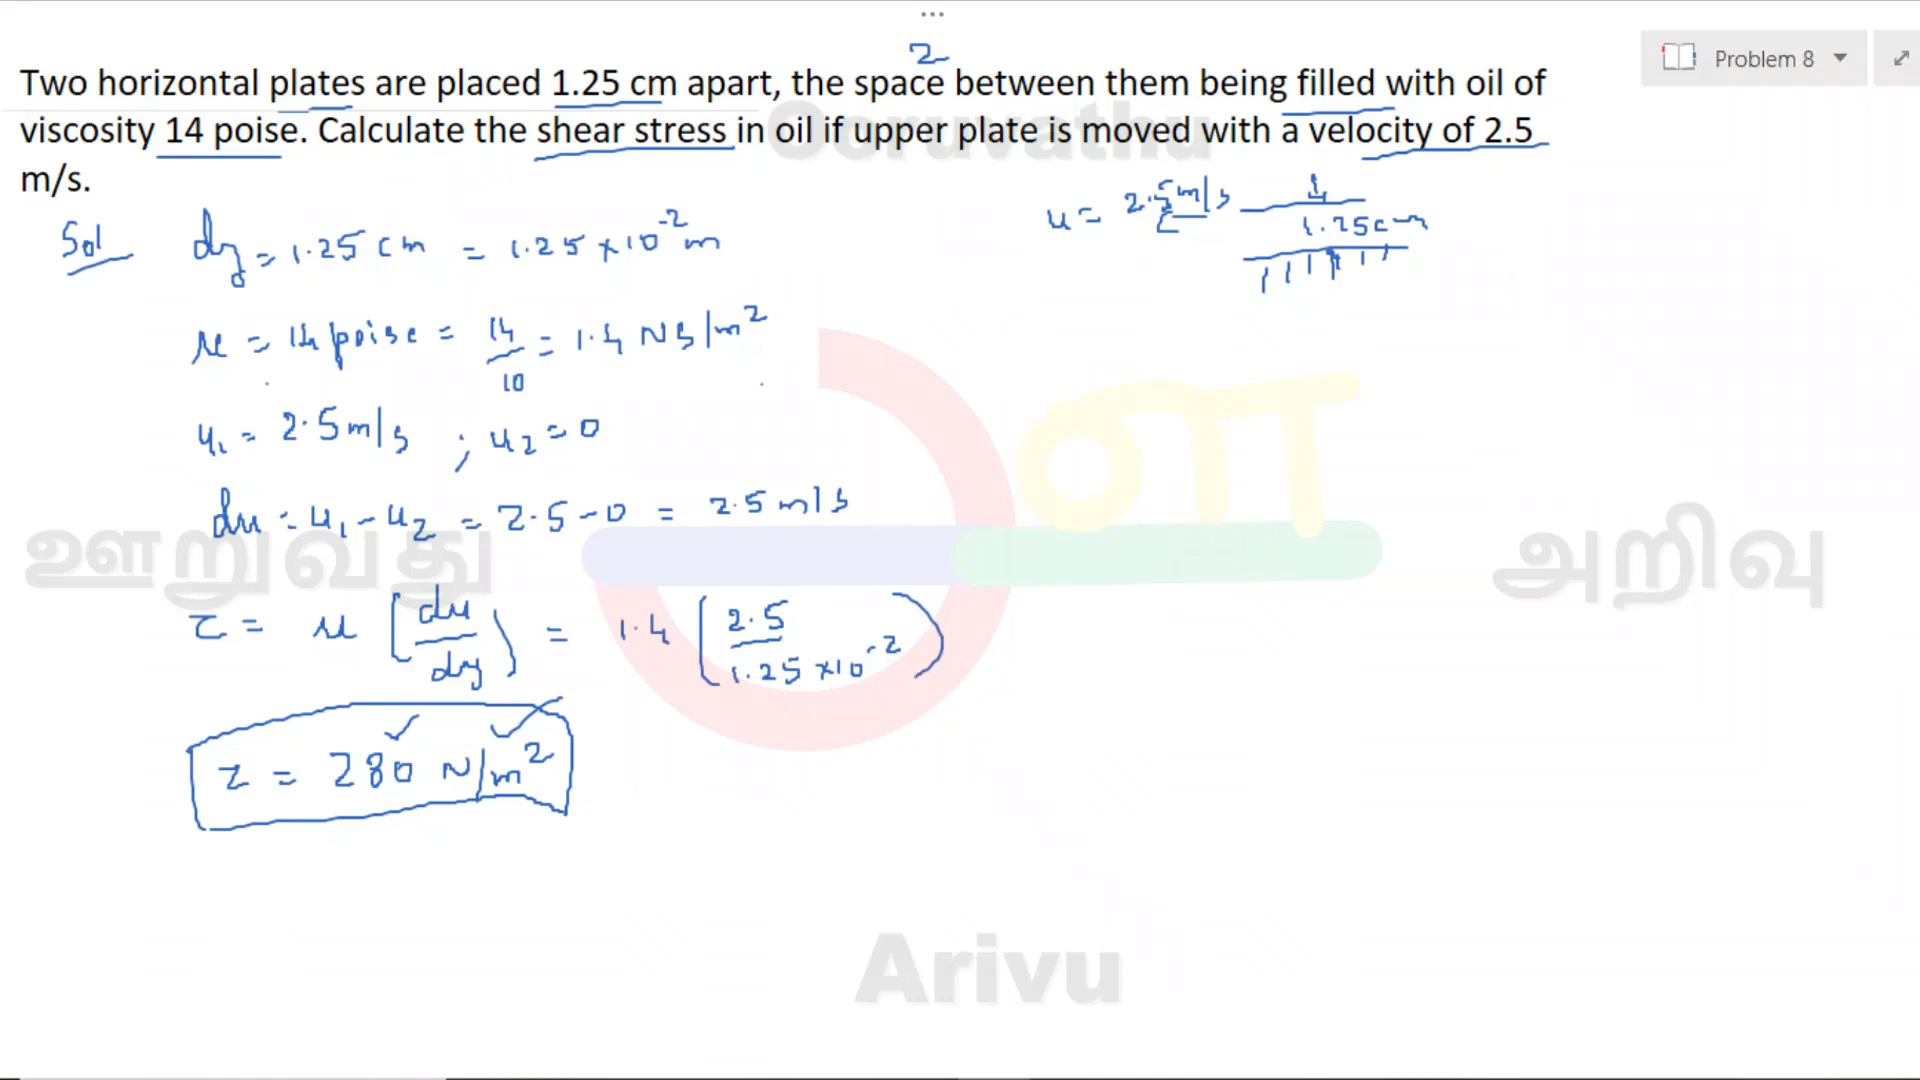 ...
Problem 8
τ
Two horizontal plates are placed 1.25 cm apart, the space between them being filled with oil of
Ooruvathu
viscosity 14 poise. Calculate the shear stress in oil if upper plate is moved with a velocity of 2.5
m/s.
u = 2.5 m/s
1.25 cm
Sol dy = 1.25 cm = 1.25 × 10⁻² m
μ = 14 poise = 14/10 = 1.4 NS/m²
u₁ = 2.5 m/s ; u₂ = 0
du = u₁ - u₂ = 2.5 - 0 = 2.5 m/s
ஊறுவது
ண
அறிவு
τ = μ [du/dy] = 1.4 (2.5/1.25 × 10⁻²)
τ = 280 N/m²
Arivu